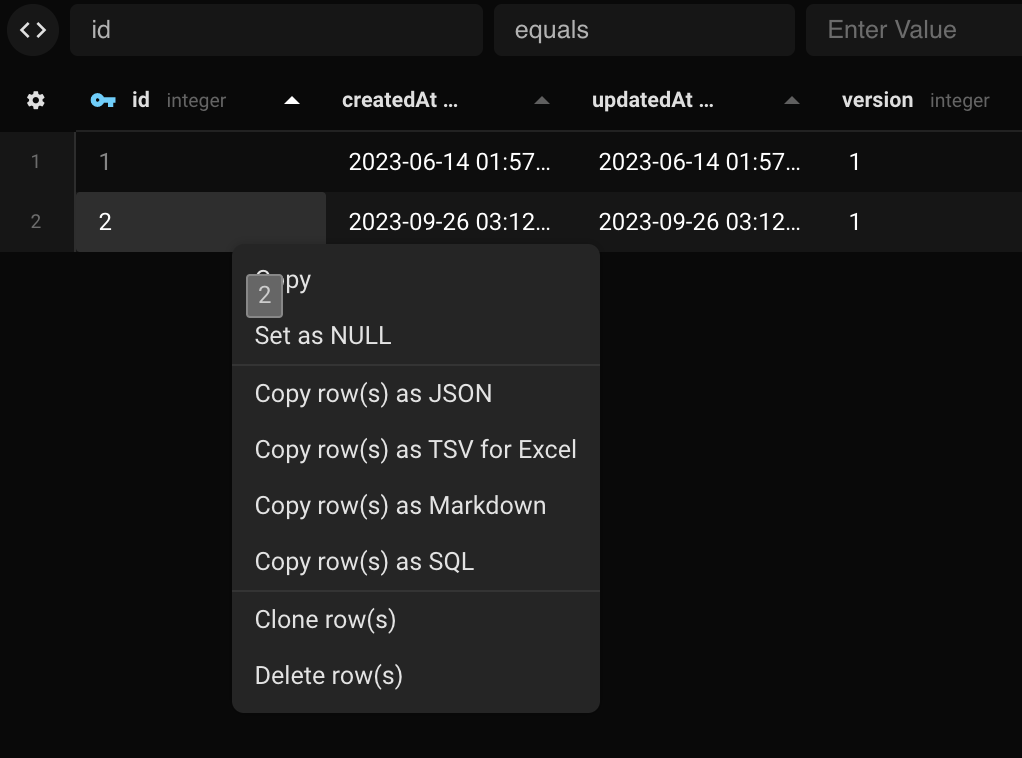 id equals Enter Value
id integer createdAt ... updatedAt ... version integer
1 1 2023-06-14 01:57... 2023-06-14 01:57... 1
2 2 2023-09-26 03:12... 2023-09-26 03:12... 1
Copy
2
Set as NULL
Copy row(s) as JSON
Copy row(s) as TSV for Excel
Copy row(s) as Markdown
Copy row(s) as SQL
Clone row(s)
Delete row(s)